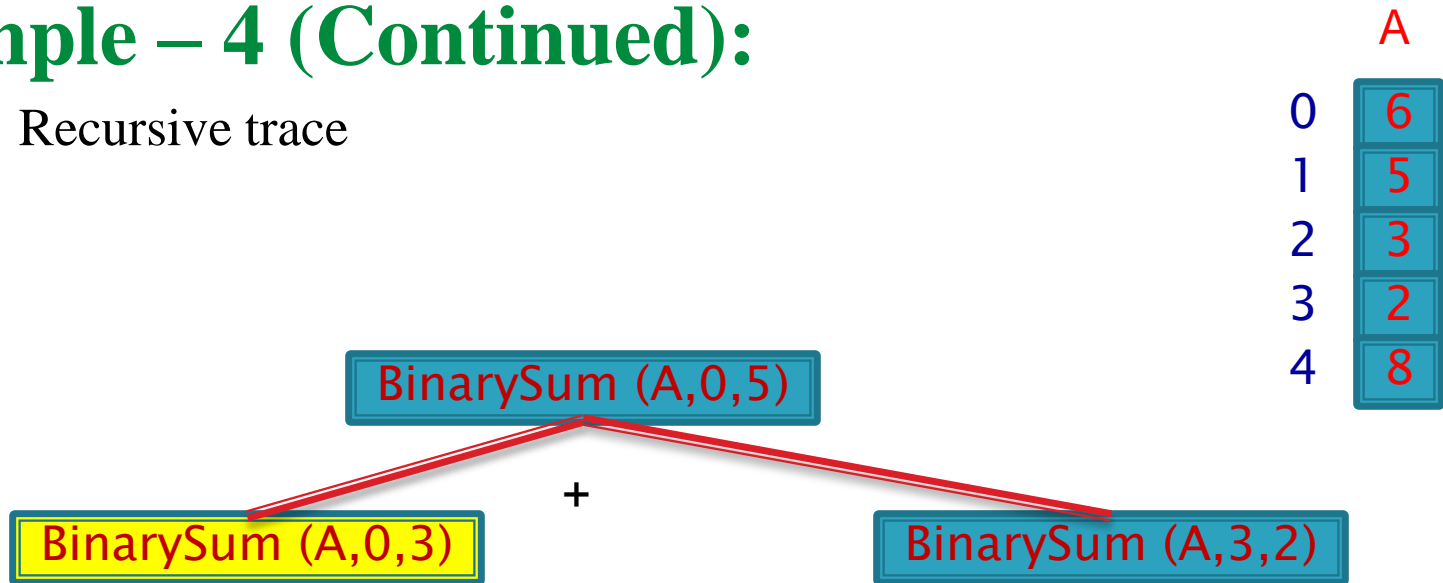 mple – 4 (Continued):
Recursive trace
A
0 6
1 5
2 3
3 2
4 8
BinarySum (A,0,5)
+
BinarySum (A,0,3) BinarySum (A,3,2)